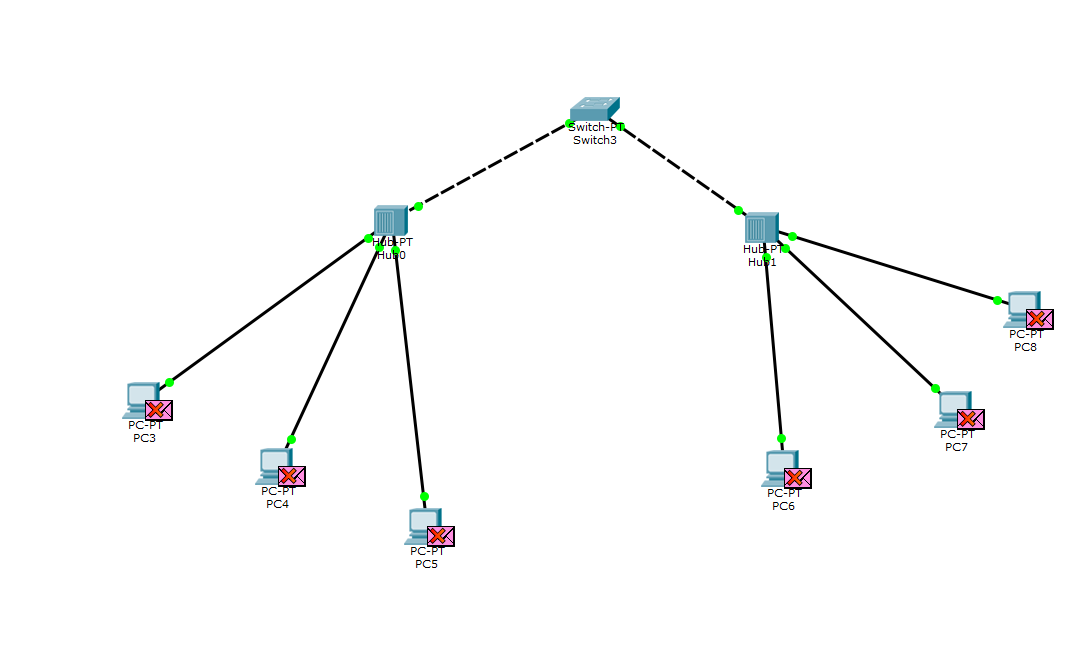 Switch-PT
Switch3
Hub-PT
Hub0
Hub-PT
Hub1
PC-PT
PC8
PC-PT
PC3
PC-PT
PC7
PC-PT
PC4
PC-PT
PC6
PC-PT
PC5